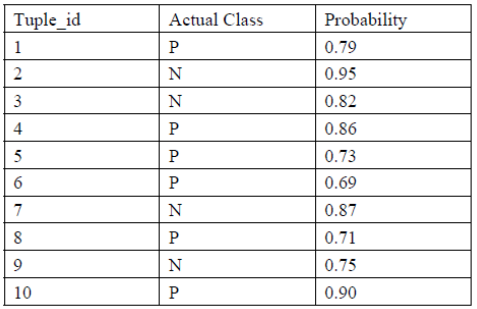 Tuple_id Actual Class Probability
1 P 0.79
2 N 0.95
3 N 0.82
4 P 0.86
5 P 0.73
6 P 0.69
7 N 0.87
8 P 0.71
9 N 0.75
10 P 0.90